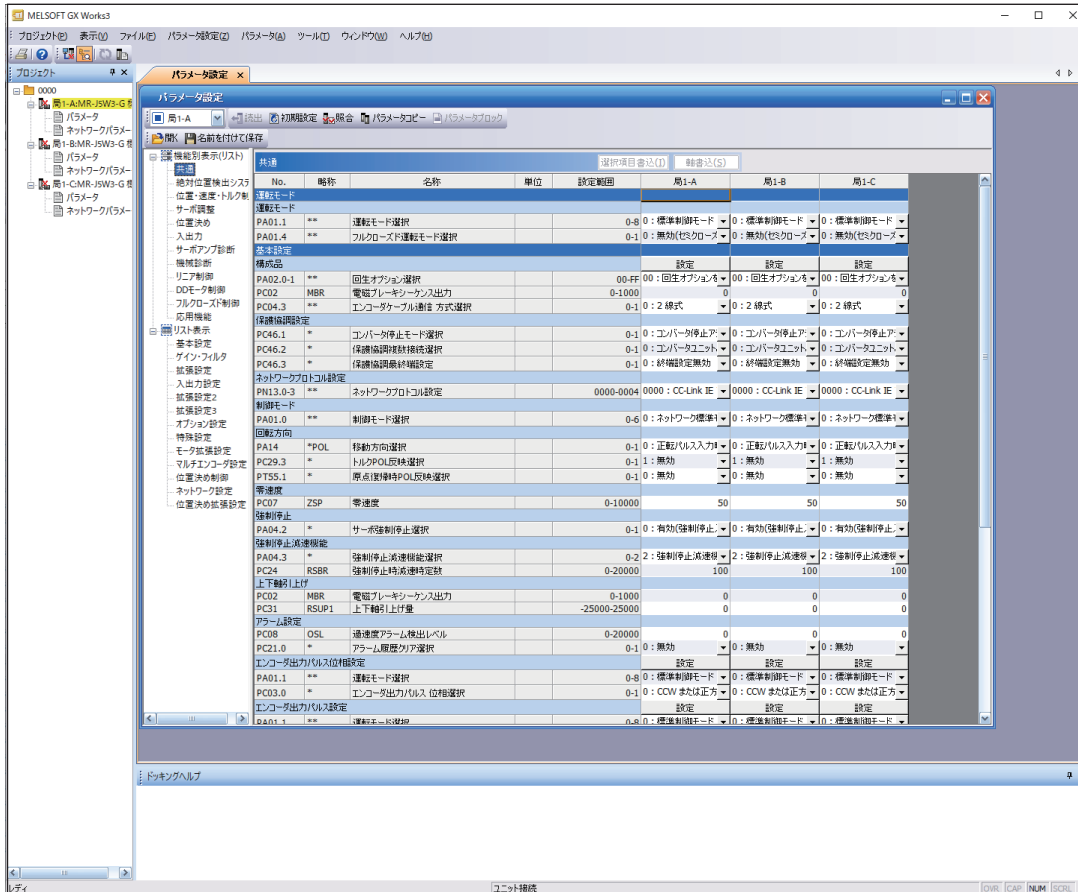 MELSOFT GX Works3
プロジェクト(P) 表示(V) ファイル(E) パラメータ設定(Z) パラメータ(A) ツール(T) ウィンドウ(W) ヘルプ(H)
プロジェクト
パラメータ設定
0000
局1-A:MR-J5W3-G
パラメータ
ネットワークパラメー
局1-B:MR-J5W3-G
パラメータ
ネットワークパラメー
局1-C:MR-J5W3-G
パラメータ
ネットワークパラメー
パラメータ設定
局1-A 読出 初期設定 照合 パラメータコピー パラメータブロック
開く 名前を付けて保存
機能別表示(リスト)
共通
絶対位置検出システ
位置・速度・トルク制
サーボ調整
位置決め
入出力
サーボアンプ診断
機械診断
リニア制御
DDモータ制御
フルクローズド制御
応用機能
リスト表示
基本設定
ゲイン・フィルタ
拡張設定
入出力設定
拡張設定2
拡張設定3
オプション設定
特殊設定
モータ拡張設定
マルチエンコーダ設定
位置決め制御
ネットワーク設定
位置決め拡張設定
共通 選択項目書込(I) 軸書込(S)
No. 略称 名称 単位 設定範囲 局1-A 局1-B 局1-C
運転モード
運転モード
PA01.1 ** 運転モード選択 0-8 0：標準制御モード 0：標準制御モード 0：標準制御モード
PA01.4 ** フルクローズド運転モード選択 0-1 0：無効(セミクローズ 0：無効(セミクローズ 0：無効(セミクローズ
基本設定
構成品 設定 設定 設定
PA02.0-1 ** 回生オプション選択 00-FF 00：回生オプションを 00：回生オプションを 00：回生オプションを
PC02 MBR 電磁ブレーキシーケンス出力 0-1000 0 0 0
PC04.3 ** エンコーダケーブル通信 方式選択 0-1 0：2 線式 0：2 線式 0：2 線式
保護協調設定
PC46.1 * コンバータ停止モード選択 0-1 0：コンバータ停止ア 0：コンバータ停止ア 0：コンバータ停止ア
PC46.2 * 保護協調複数接続選択 0-1 0：コンバータユニット 0：コンバータユニット 0：コンバータユニット
PC46.3 * 保護協調最終端設定 0-1 0：終端設定無効 0：終端設定無効 0：終端設定無効
ネットワークプロトコル設定
PN13.0-3 ** ネットワークプロトコル設定 0000-0004 0000：CC-Link IE 0000：CC-Link IE 0000：CC-Link IE
制御モード
PA01.0 ** 制御モード選択 0-6 0：ネットワーク標準 0：ネットワーク標準 0：ネットワーク標準
回転方向
PA14 *POL 移動方向選択 0-1 0：正転パルス入力 0：正転パルス入力 0：正転パルス入力
PC29.3 * トルクPOL反映選択 0-1 1：無効 1：無効 1：無効
PT55.1 * 原点復帰時POL反映選択 0-1 0：無効 0：無効 0：無効
零速度
PC07 ZSP 零速度 0-10000 50 50 50
強制停止
PA04.2 * サーボ強制停止選択 0-1 0：有効(強制停止 0：有効(強制停止 0：有効(強制停止
強制停止減速機能
PA04.3 * 強制停止減速機能選択 0-2 2：強制停止減速機 2：強制停止減速機 2：強制停止減速機
PC24 RSBR 強制停止時減速時定数 0-20000 100 100 100
上下軸引上げ
PC02 MBR 電磁ブレーキシーケンス出力 0-1000 0 0 0
PC31 RSUP1 上下軸引上げ量 -25000-25000 0 0 0
アラーム設定
PC08 OSL 過速度アラーム検出レベル 0-20000 0 0 0
PC21.0 * アラーム履歴クリア選択 0-1 0：無効 0：無効 0：無効
エンコーダ出力パルス位相設定 設定 設定 設定
PA01.1 ** 運転モード選択 0-8 0：標準制御モード 0：標準制御モード 0：標準制御モード
PC03.0 * エンコーダ出力パルス 位相選択 0-1 0：CCW または正方 0：CCW または正方 0：CCW または正方
エンコーダ出力パルス設定 設定 設定 設定
PA01.1 ** 運転モード選択 0-8 0：標準制御モード 0：標準制御モード 0：標準制御モード
ドッキングヘルプ
レディ ユニット接続 OVR CAP NUM SCRL